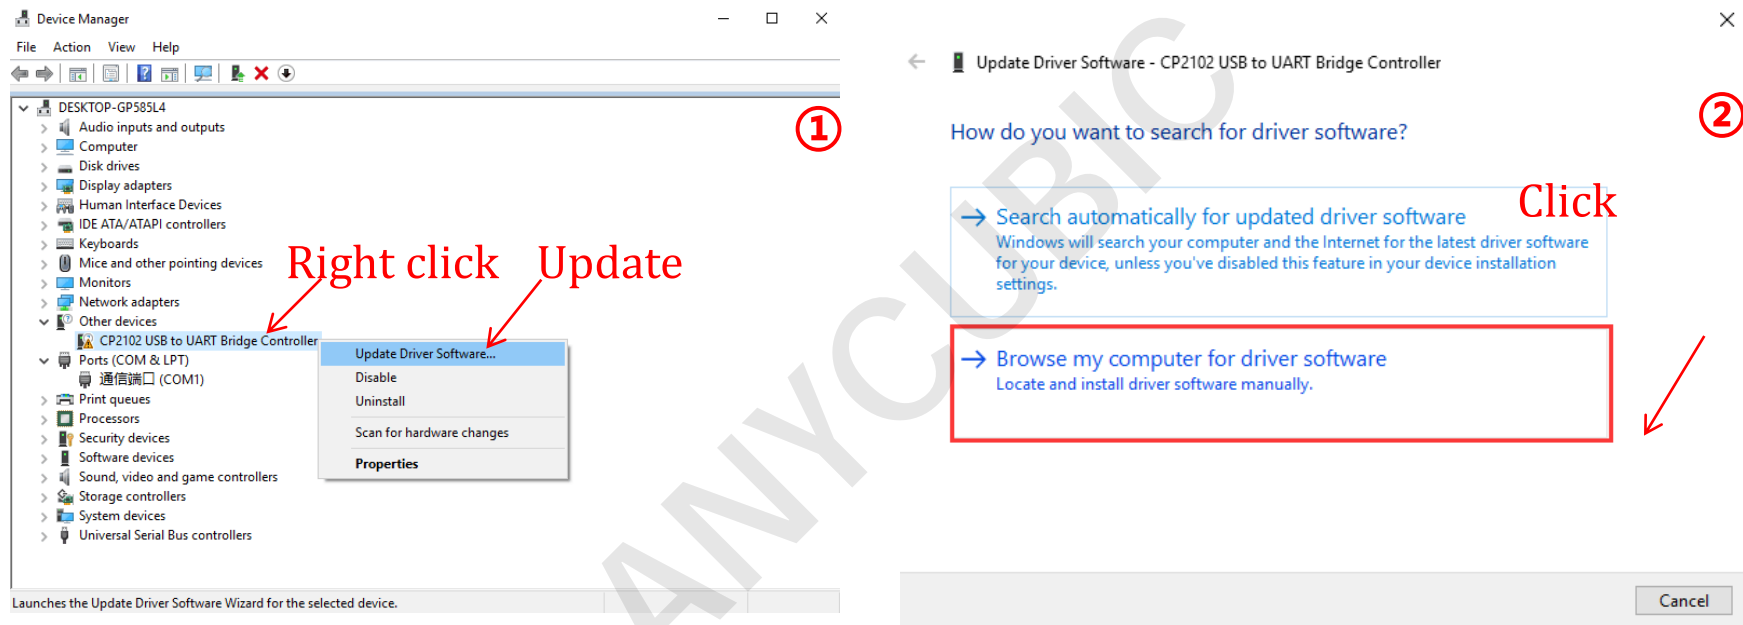 Device Manager
File Action View Help
DESKTOP-GP585L4
Audio inputs and outputs
Computer
Disk drives
Display adapters
Human Interface Devices
IDE ATA/ATAPI controllers
Keyboards
Mice and other pointing devices
Monitors
Network adapters
Other devices
CP2102 USB to UART Bridge Controller
Ports (COM & LPT)
通信端口 (COM1)
Print queues
Processors
Security devices
Software devices
Sound, video and game controllers
Storage controllers
System devices
Universal Serial Bus controllers
Launches the Update Driver Software Wizard for the selected device.
①
Right click Update
Update Driver Software...
Disable
Uninstall
Scan for hardware changes
Properties
Update Driver Software - CP2102 USB to UART Bridge Controller
②
How do you want to search for driver software?
Click
Search automatically for updated driver software
Windows will search your computer and the Internet for the latest driver software
for your device, unless you've disabled this feature in your device installation
settings.
Browse my computer for driver software
Locate and install driver software manually.
Cancel
ANYCUBIC